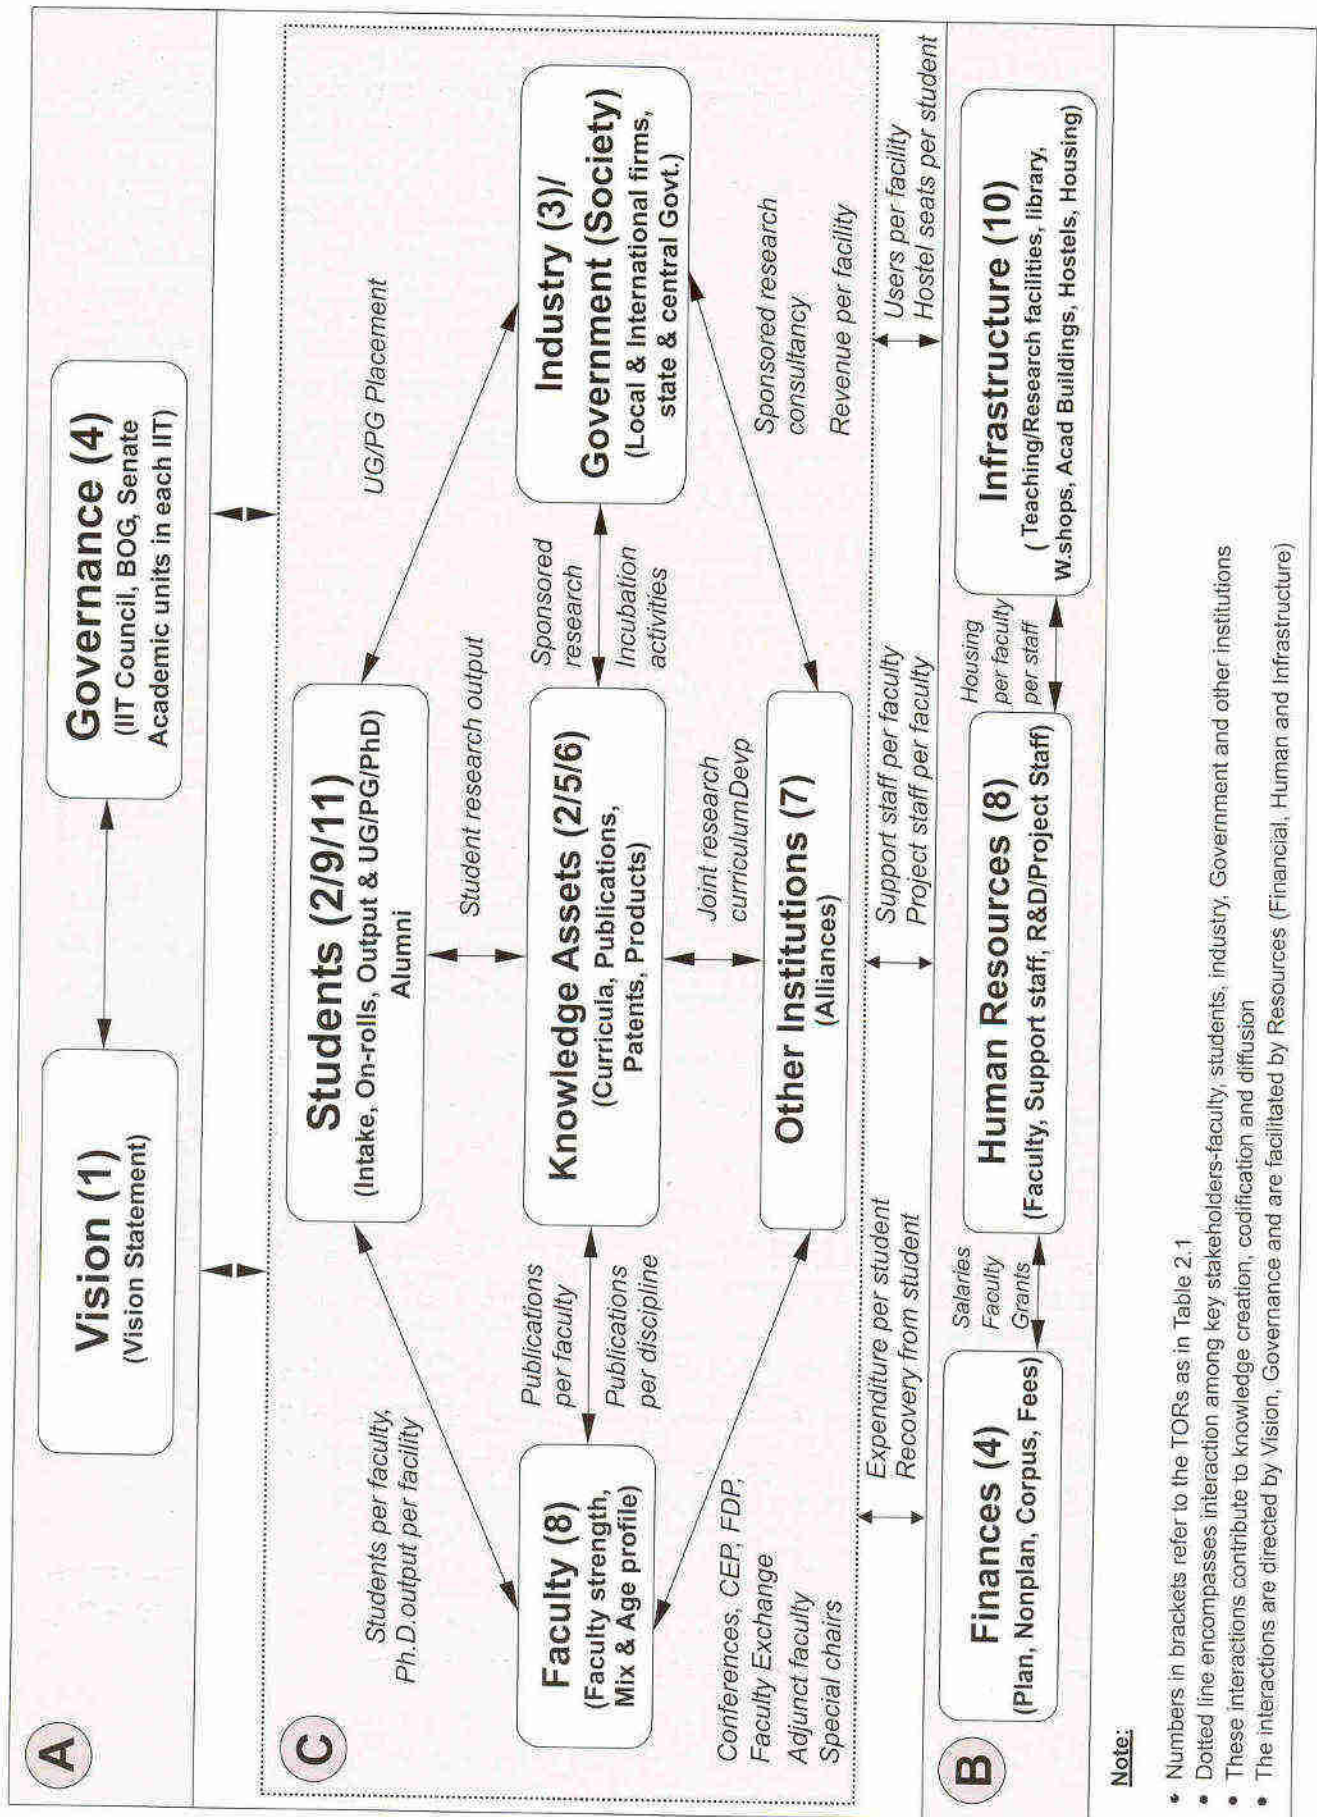 A
Vision (1)
(Vision Statement)
Governance (4)
(IIT Council, BOG, Senate
Academic units in each IIT)
C
Students per faculty,
Ph.D.output per facility
Students (2/9/11)
(Intake, On-rolls, Output & UG/PG/PhD)
Alumni
UG/PG Placement
Student research output
Faculty (8)
(Faculty strength,
Mix & Age profile)
Publications
per faculty
Publications
per discipline
Knowledge Assets (2/5/6)
(Curricula, Publications,
Patents, Products)
Sponsored
research
Incubation
activities
Industry (3)/
Government (Society)
(Local & International firms,
state & central Govt.)
Conferences, CEP, FDP,
Faculty Exchange
Adjunct faculty
Special chairs
Joint research
curriculumDevp
Other Institutions (7)
(Alliances)
Sponsored research
consultancy
Revenue per facility
Expenditure per student
Recovery from student
Support staff per faculty
Project staff per faculty
Users per facility
Hostel seats per student
B
Finances (4)
(Plan, Nonplan, Corpus, Fees)
Salaries
Faculty
Grants
Human Resources (8)
(Faculty, Support staff, R&D/Project Staff)
Housing
per faculty
per staff
Infrastructure (10)
( Teaching/Research facilities, library,
W.shops, Acad Buildings, Hostels, Housing)
Note:
• Numbers in brackets refer to the TORs as in Table 2.1
• Dotted line encompasses interaction among key stakeholders-faculty, students, industry, Government and other institutions
• These interactions contribute to knowledge creation, codification and diffusion
• The interactions are directed by Vision, Governance and are facilitated by Resources (Financial, Human and Infrastructure)